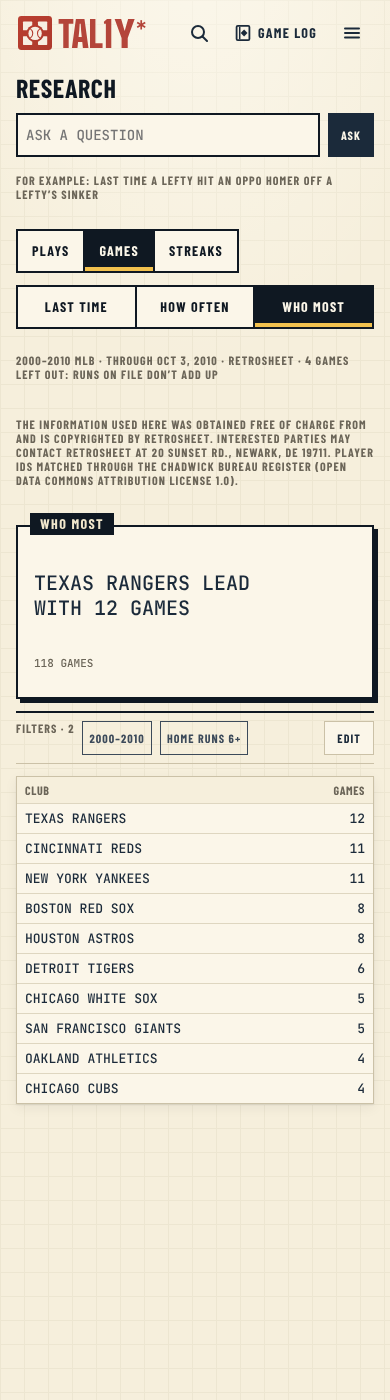 TAL1Y*
GAME LOG
RESEARCH
ASK A QUESTION
ASK
FOR EXAMPLE: LAST TIME A LEFTY HIT AN OPPO HOMER OFF A
LEFTY'S SINKER
PLAYS
GAMES
STREAKS
LAST TIME
HOW OFTEN
WHO MOST
2000–2010 MLB · THROUGH OCT 3, 2010 · RETROSHEET · 4 GAMES
LEFT OUT: RUNS ON FILE DON'T ADD UP
THE INFORMATION USED HERE WAS OBTAINED FREE OF CHARGE FROM
AND IS COPYRIGHTED BY RETROSHEET. INTERESTED PARTIES MAY
CONTACT RETROSHEET AT 20 SUNSET RD., NEWARK, DE 19711. PLAYER
IDS MATCHED THROUGH THE CHADWICK BUREAU REGISTER (OPEN
DATA COMMONS ATTRIBUTION LICENSE 1.0).
WHO MOST
TEXAS RANGERS LEAD
WITH 12 GAMES
118 GAMES
FILTERS · 2
2000–2010
HOME RUNS 6+
EDIT
CLUB GAMES
TEXAS RANGERS 12
CINCINNATI REDS 11
NEW YORK YANKEES 11
BOSTON RED SOX 8
HOUSTON ASTROS 8
DETROIT TIGERS 6
CHICAGO WHITE SOX 5
SAN FRANCISCO GIANTS 5
OAKLAND ATHLETICS 4
CHICAGO CUBS 4